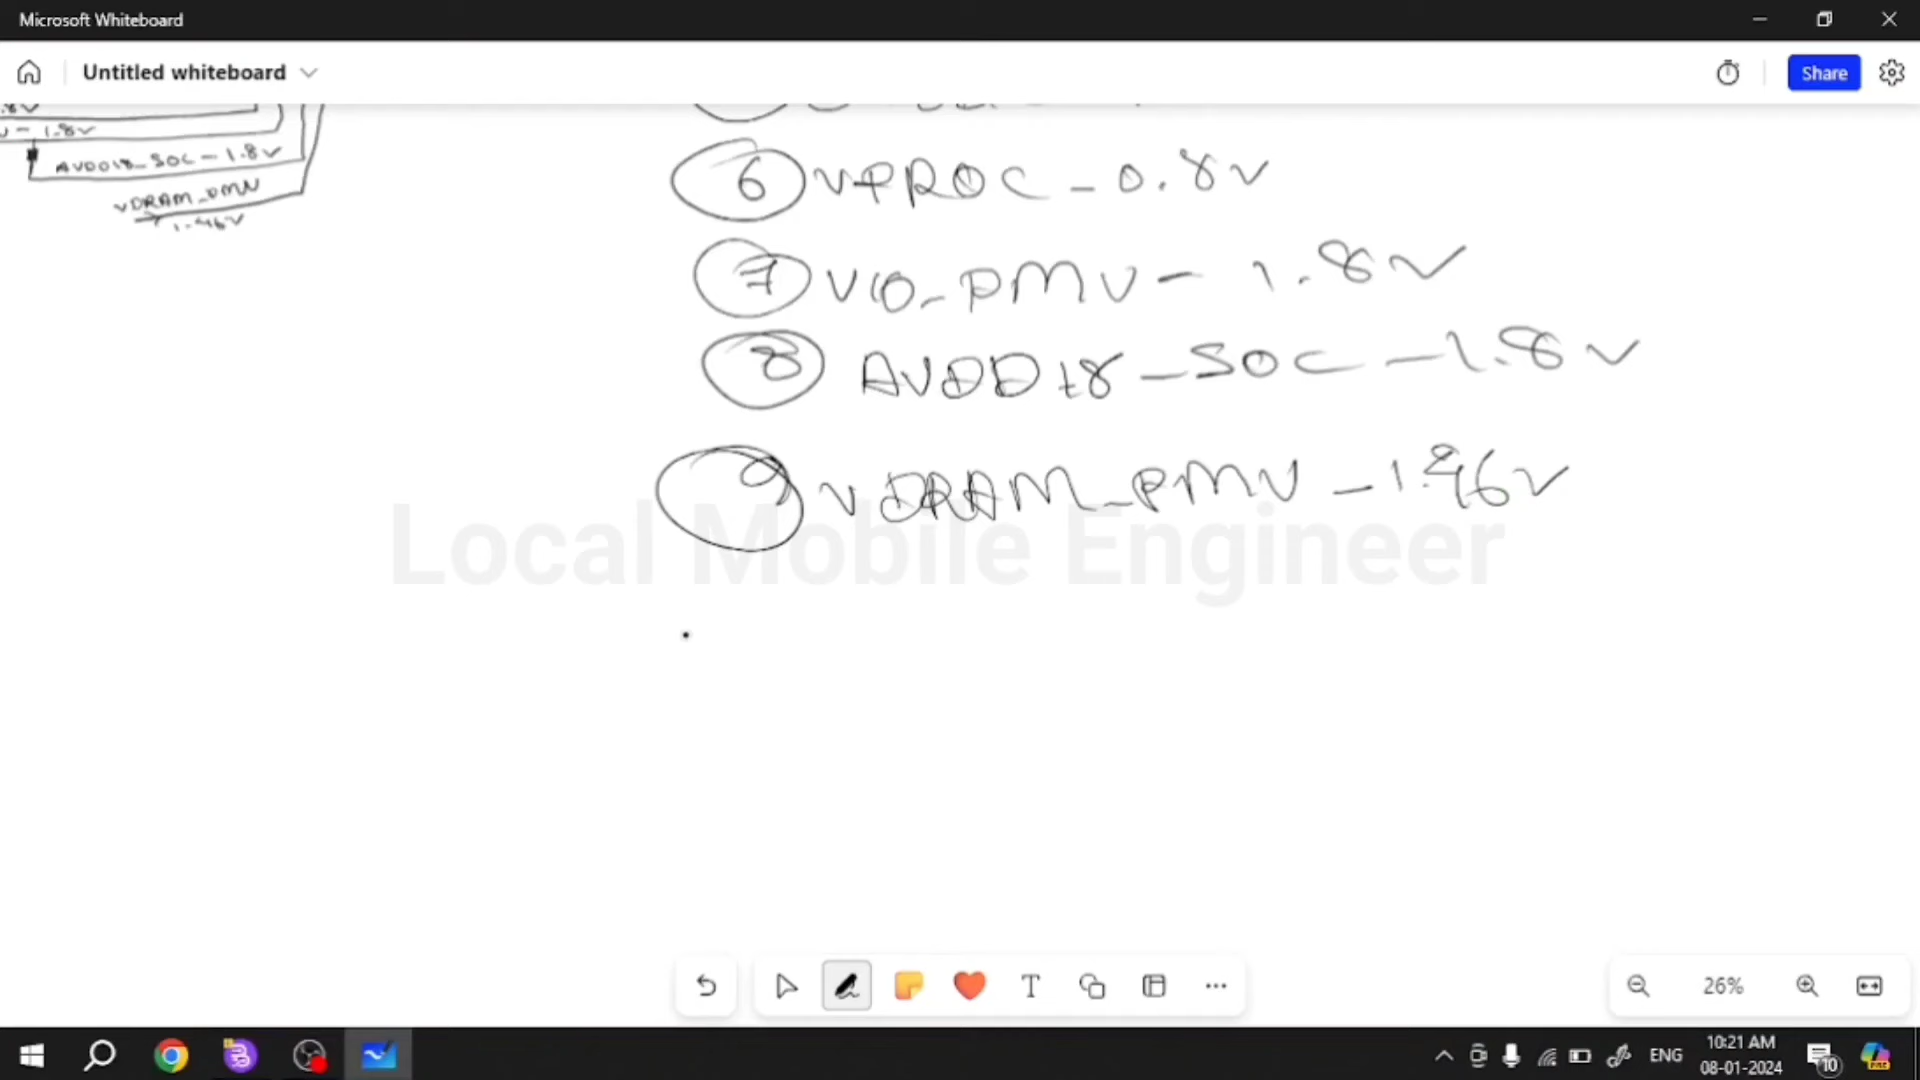 Microsoft Whiteboard
Untitled whiteboard
Share
AVDD18_SOC - 1.8V
VDRAM_PMU
1.46V
6 VPROC - 0.8V
7 VIO_PMU - 1.8V
8 AVDD18_SOC - 1.8V
9 VDRAM_PMU - 1.46V
Local Mobile Engineer
26%
ENG
10:21 AM
08-01-2024
10